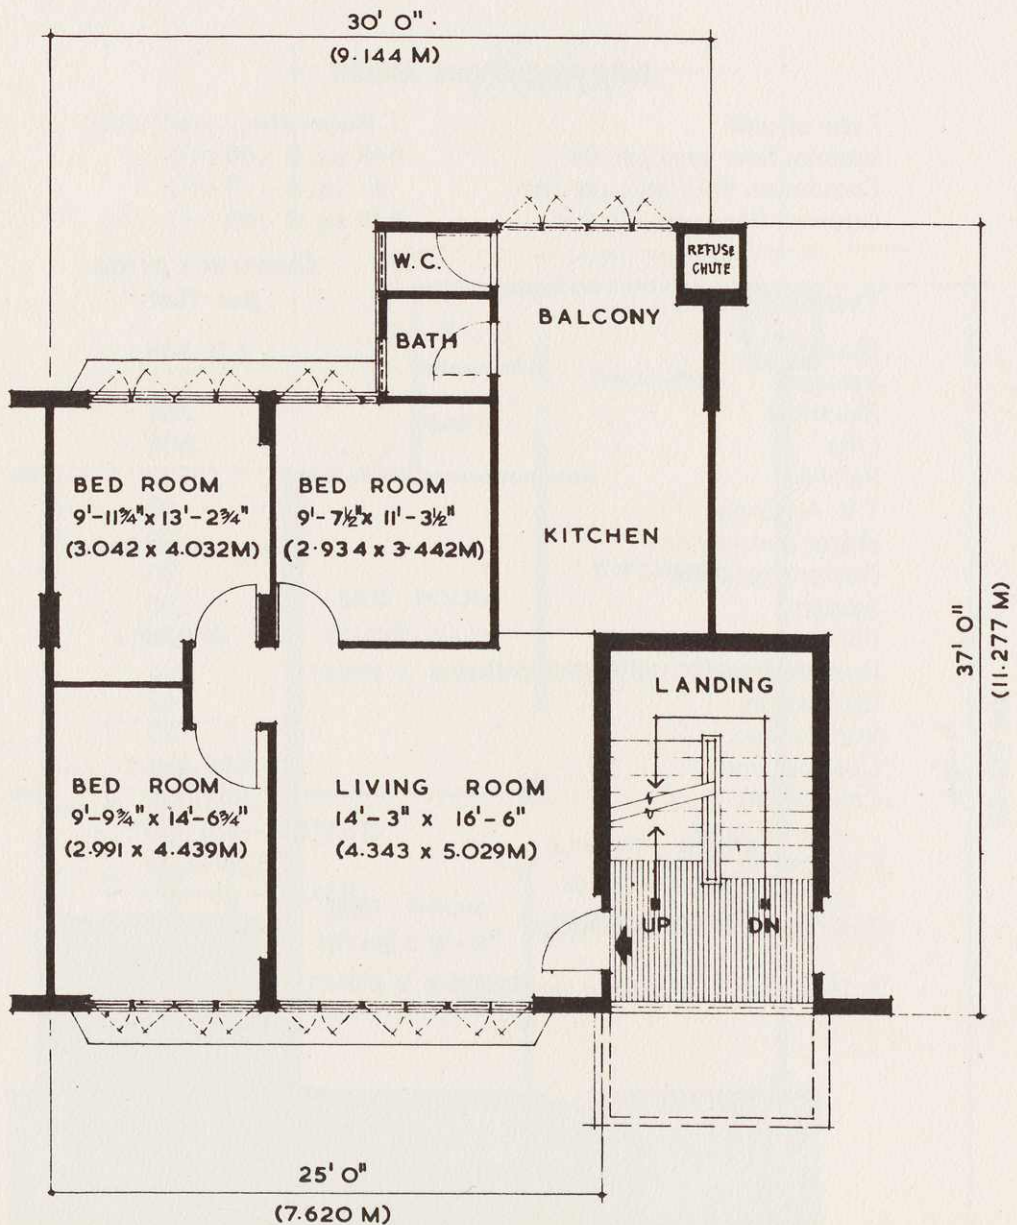 30' 0"
(9.144 M)
REFUSE
CHUTE
W.C.
BALCONY
BATH
BED ROOM
9'-11¾" x 13'-2¾"
(3.042 x 4.032M)
BED ROOM
9'-7½" x 11'-3½"
(2.934 x 3.442M)
KITCHEN
37' 0"
(11.277 M)
LANDING
BED ROOM
9'-9¾" x 14'-6¾"
(2.991 x 4.439M)
LIVING ROOM
14'-3" x 16'-6"
(4.343 x 5.029M)
UP
DN
25' 0"
(7.620 M)